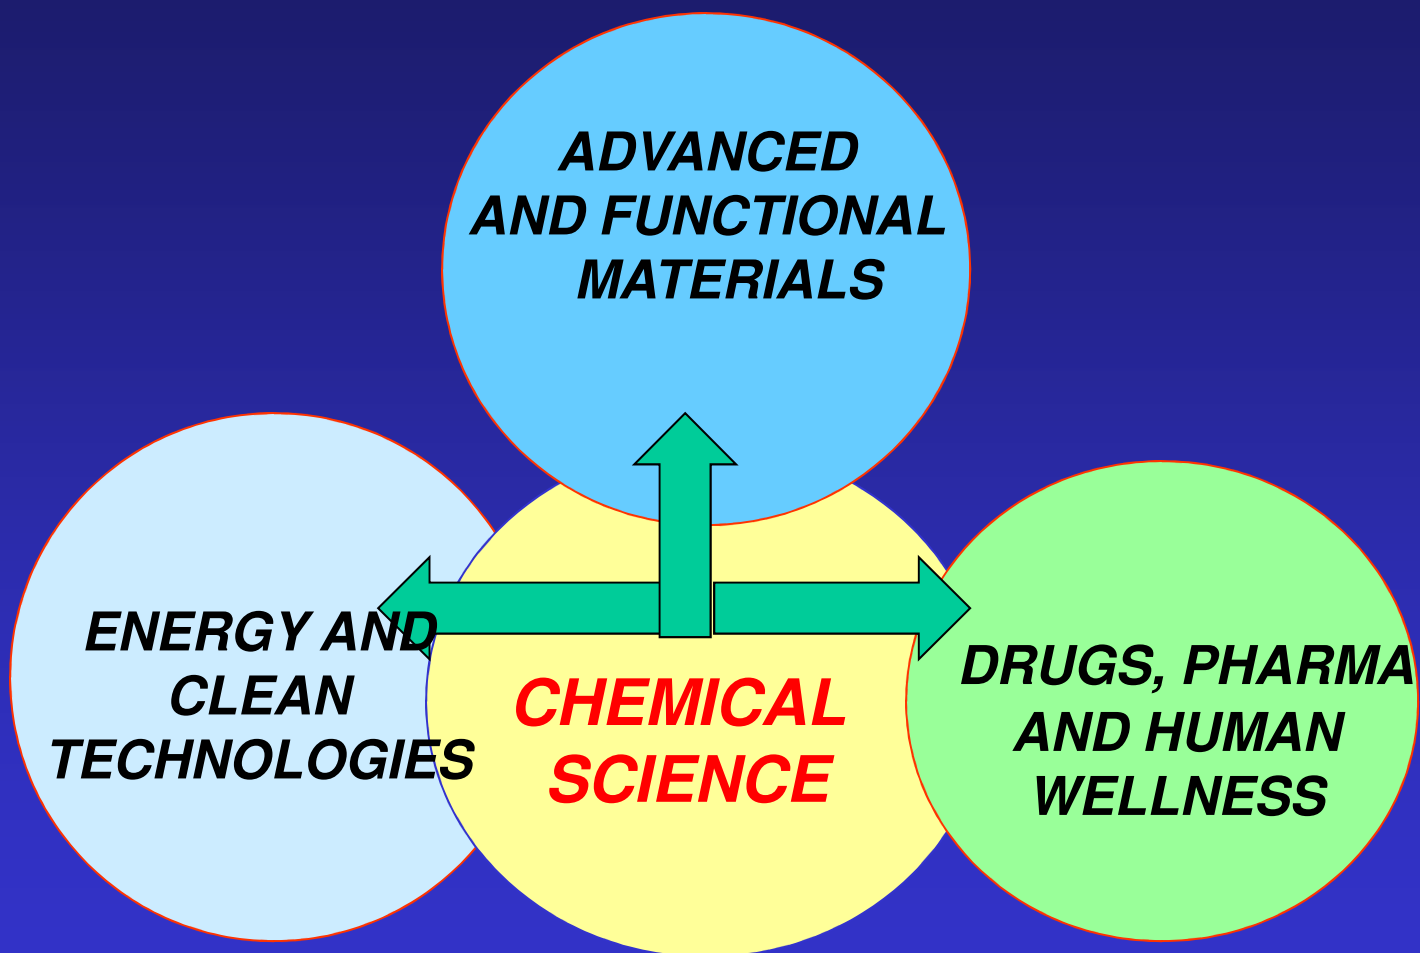 ADVANCED
AND FUNCTIONAL
MATERIALS
ENERGY AND
CLEAN
TECHNOLOGIES
CHEMICAL
SCIENCE
DRUGS, PHARMA
AND HUMAN
WELLNESS